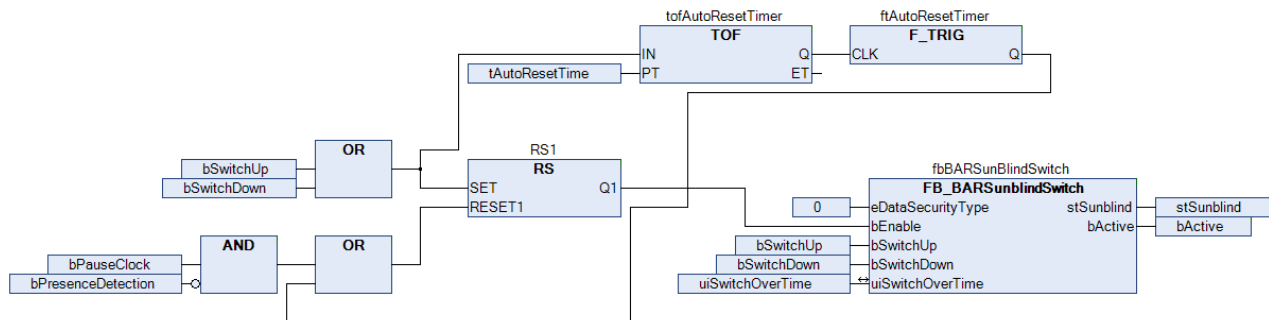 tofAutoResetTimer
ftAutoResetTimer
TOF
F_TRIG
IN
Q
CLK
Q
tAutoResetTime
PT
ET
OR
RS1
RS
bSwitchUp
bSwitchDown
SET
Q1
RESET1
fbBARSunBlindSwitch
FB_BARSunblindSwitch
0
eDataSecurityType
stSunblind
stSunblind
bEnable
bActive
bActive
AND
OR
bSwitchUp
bSwitchUp
bPauseClock
bSwitchDown
bSwitchDown
bPresenceDetection
uiSwitchOverTime
uiSwitchOverTime